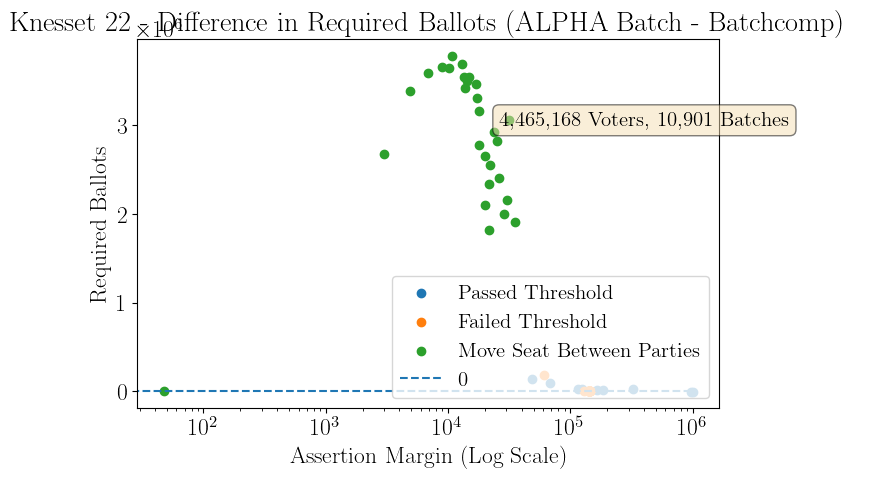 Knesset 22 - Difference in Required Ballots (ALPHA Batch - Batchcomp)
×10⁶
4,465,168 Voters, 10,901 Batches
Required Ballots
3
2
1
0
Passed Threshold
Failed Threshold
Move Seat Between Parties
0
10² 10³ 10⁴ 10⁵ 10⁶
Assertion Margin (Log Scale)